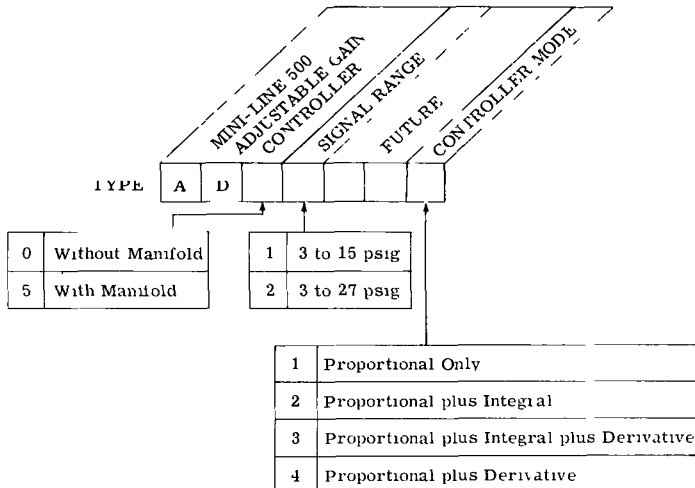 MINI-LINE 500
ADJUSTABLE GAIN
CONTROLLER
SIGNAL RANGE
FUTURE
CONTROLLER MODE
TYPE A D
0 Without Manifold
5 With Manifold
1 3 to 15 psig
2 3 to 27 psig
1 Proportional Only
2 Proportional plus Integral
3 Proportional plus Integral plus Derivative
4 Proportional plus Derivative